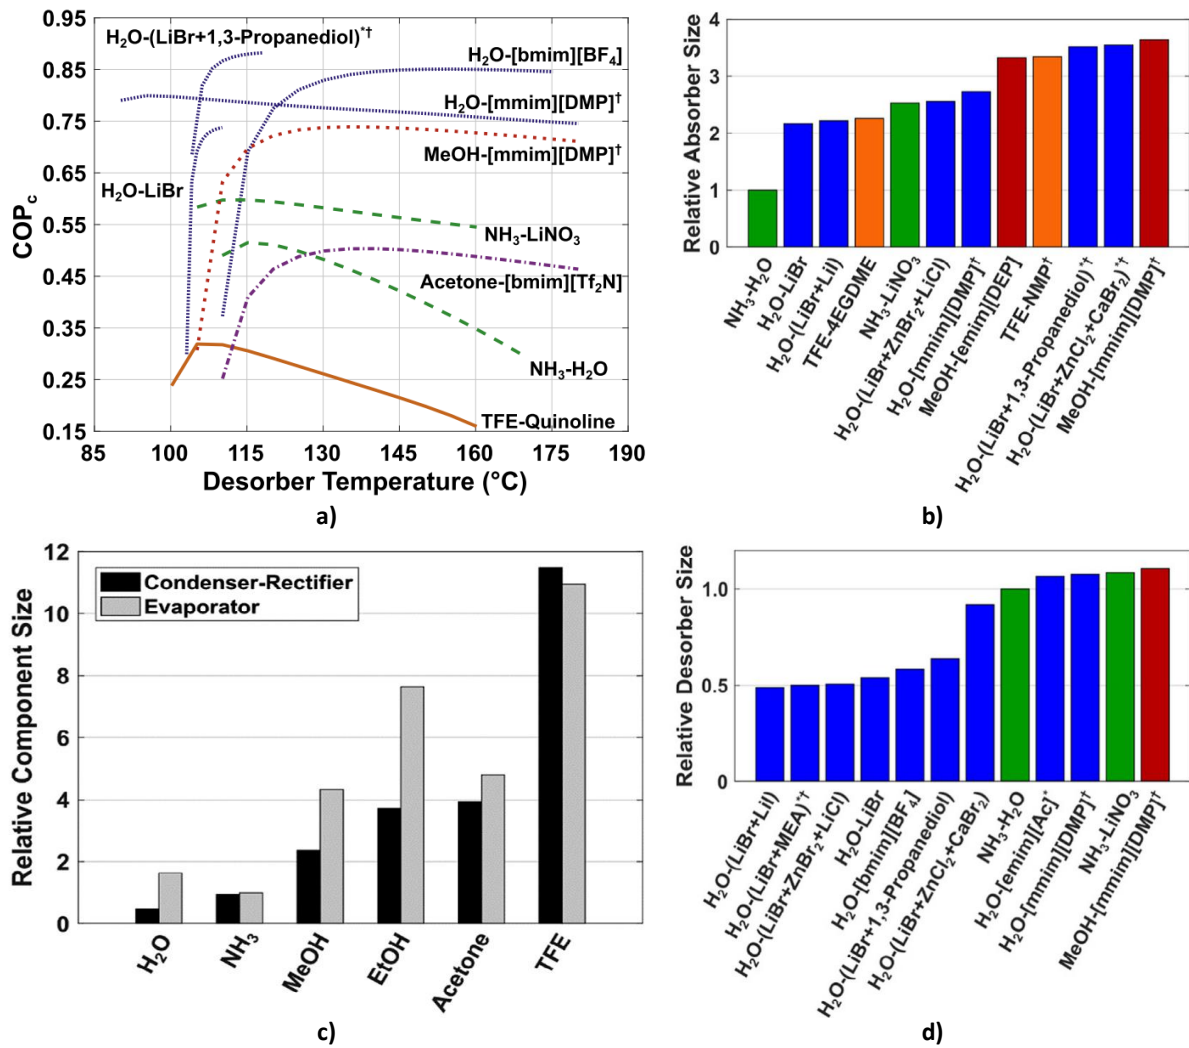 0.95
0.85
0.75
0.65
0.55
0.45
0.35
0.25
0.15
COP_c
H₂O-(LiBr+1,3-Propanediol)*†
H₂O-[bmim][BF₄]
H₂O-[mmim][DMP]†
MeOH-[mmim][DMP]†
H₂O-LiBr
NH₃-LiNO₃
Acetone-[bmim][Tf₂N]
NH₃-H₂O
TFE-Quinoline
85 100 115 130 145 160 175 190
Desorber Temperature (°C)
a)
Relative Absorber Size
4
3
2
1
0
NH₃-H₂O
H₂O-LiBr
H₂O-(LiBr+LiI)
TFE-4EGDME
NH₃-LiNO₃
H₂O-(LiBr+ZnBr₂+LiCl)
H₂O-[mmim][DMP]†
MeOH-[emim][DEP]
TFE-NMP†
H₂O-(LiBr+1,3-Propanediol)*†
H₂O-(LiBr+ZnCl₂+CaBr₂)*†
MeOH-[mmim][DMP]†
b)
Relative Component Size
12
10
8
6
4
2
0
Condenser-Rectifier
Evaporator
H₂O
NH₃
MeOH
EtOH
Acetone
TFE
c)
Relative Desorber Size
1.0
0.5
0
H₂O-(LiBr+LiI)
H₂O-(LiBr+MEA)*†
H₂O-(LiBr+ZnBr₂+LiCl)
H₂O-LiBr
H₂O-[bmim][BF₄]
H₂O-(LiBr+1,3-Propanediol)
H₂O-(LiBr+ZnCl₂+CaBr₂)
NH₃-H₂O
H₂O-[emim][Ac]*
H₂O-[mmim][DMP]†
NH₃-LiNO₃
MeOH-[mmim][DMP]†
d)